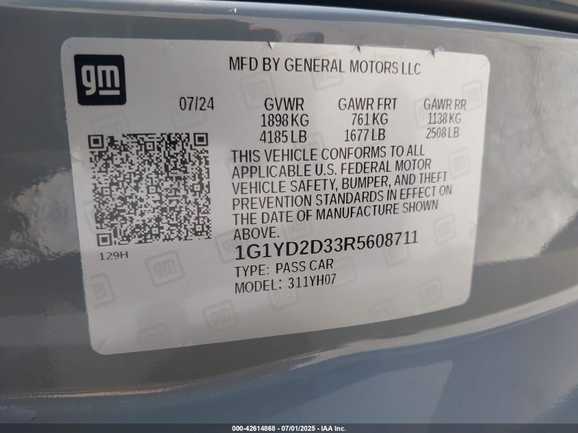 gm
MFD BY GENERAL MOTORS LLC
07/24 GVWR GAWR FRT GAWR RR
1898 KG 761 KG 1138 KG
4185 LB 1677 LB 2508 LB
THIS VEHICLE CONFORMS TO ALL
APPLICABLE U.S. FEDERAL MOTOR
VEHICLE SAFETY, BUMPER, AND THEFT
PREVENTION STANDARDS IN EFFECT ON
THE DATE OF MANUFACTURE SHOWN
ABOVE.
129H
1G1YD2D33R5608711
TYPE: PASS CAR
MODEL: 311YH07
000-42614868 - 07/01/2025 - IAA Inc.